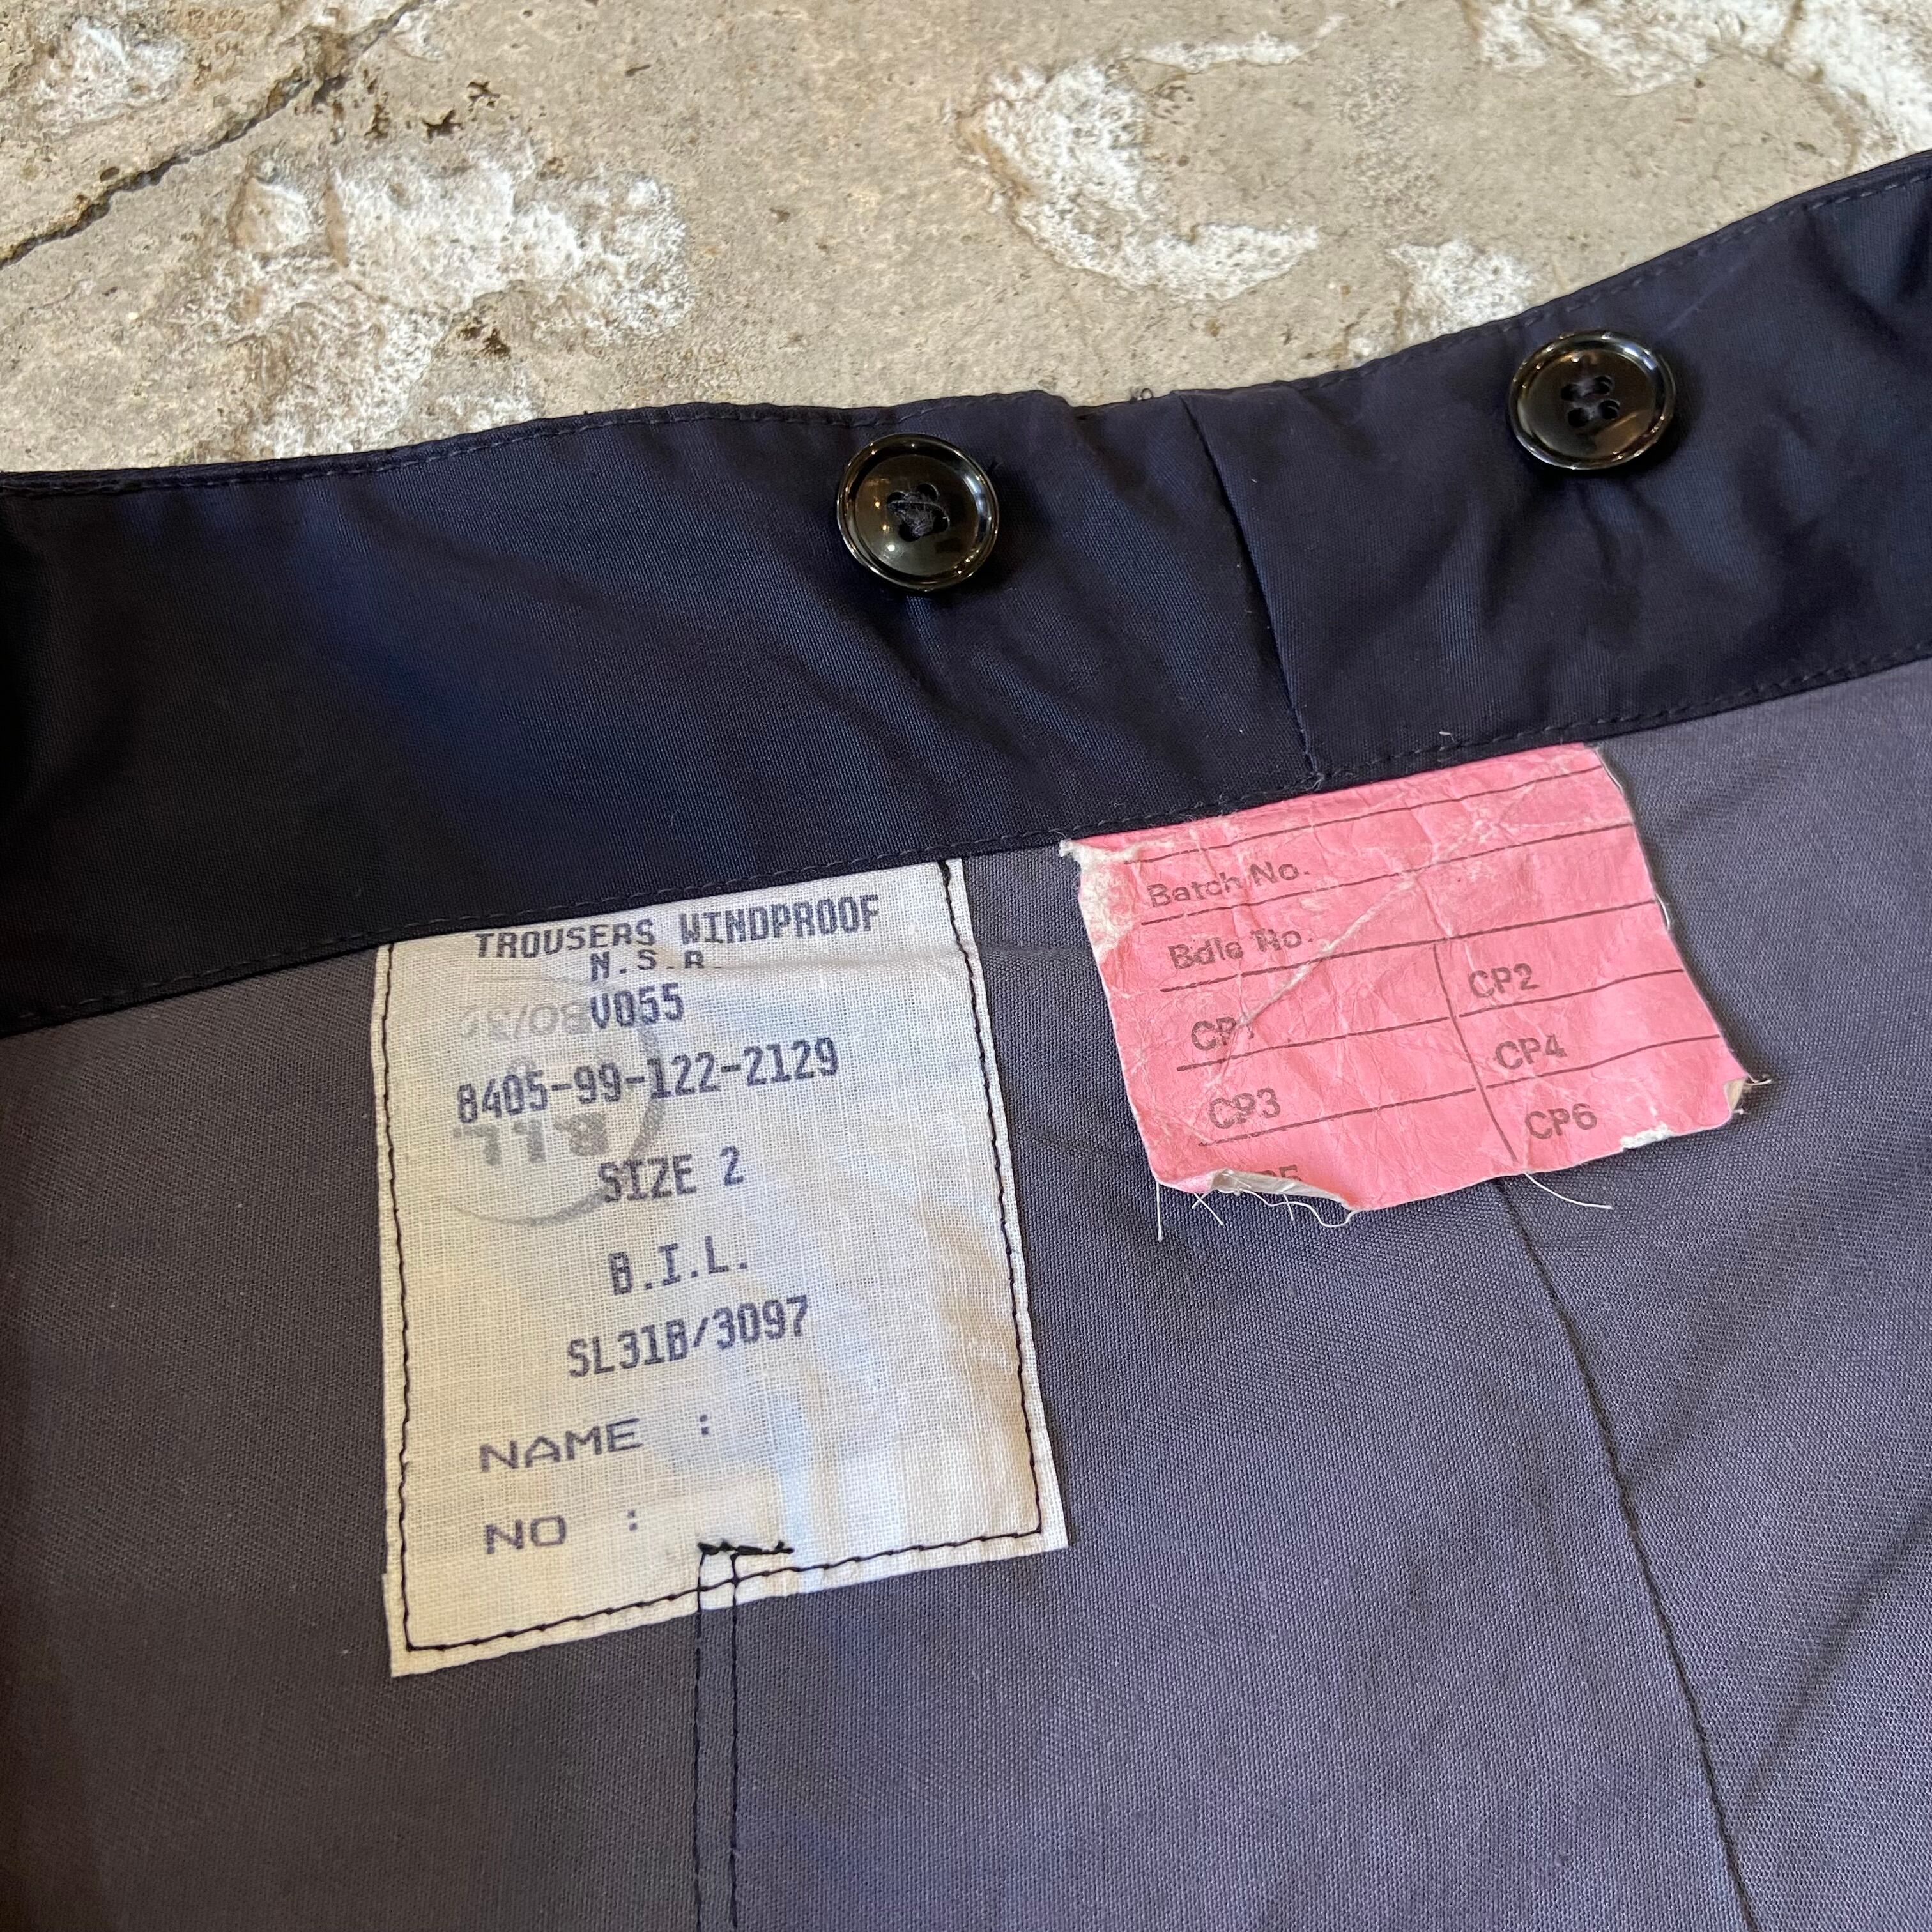 TROUSERS WINDPROOF
N.S.R.
V055
8405-99-122-2129
SIZE 2
B.I.L.
SL31B/3097
NAME :
NO :
Batch No.
Bdle No.
CP1 CP2
CP3 CP4
CP6